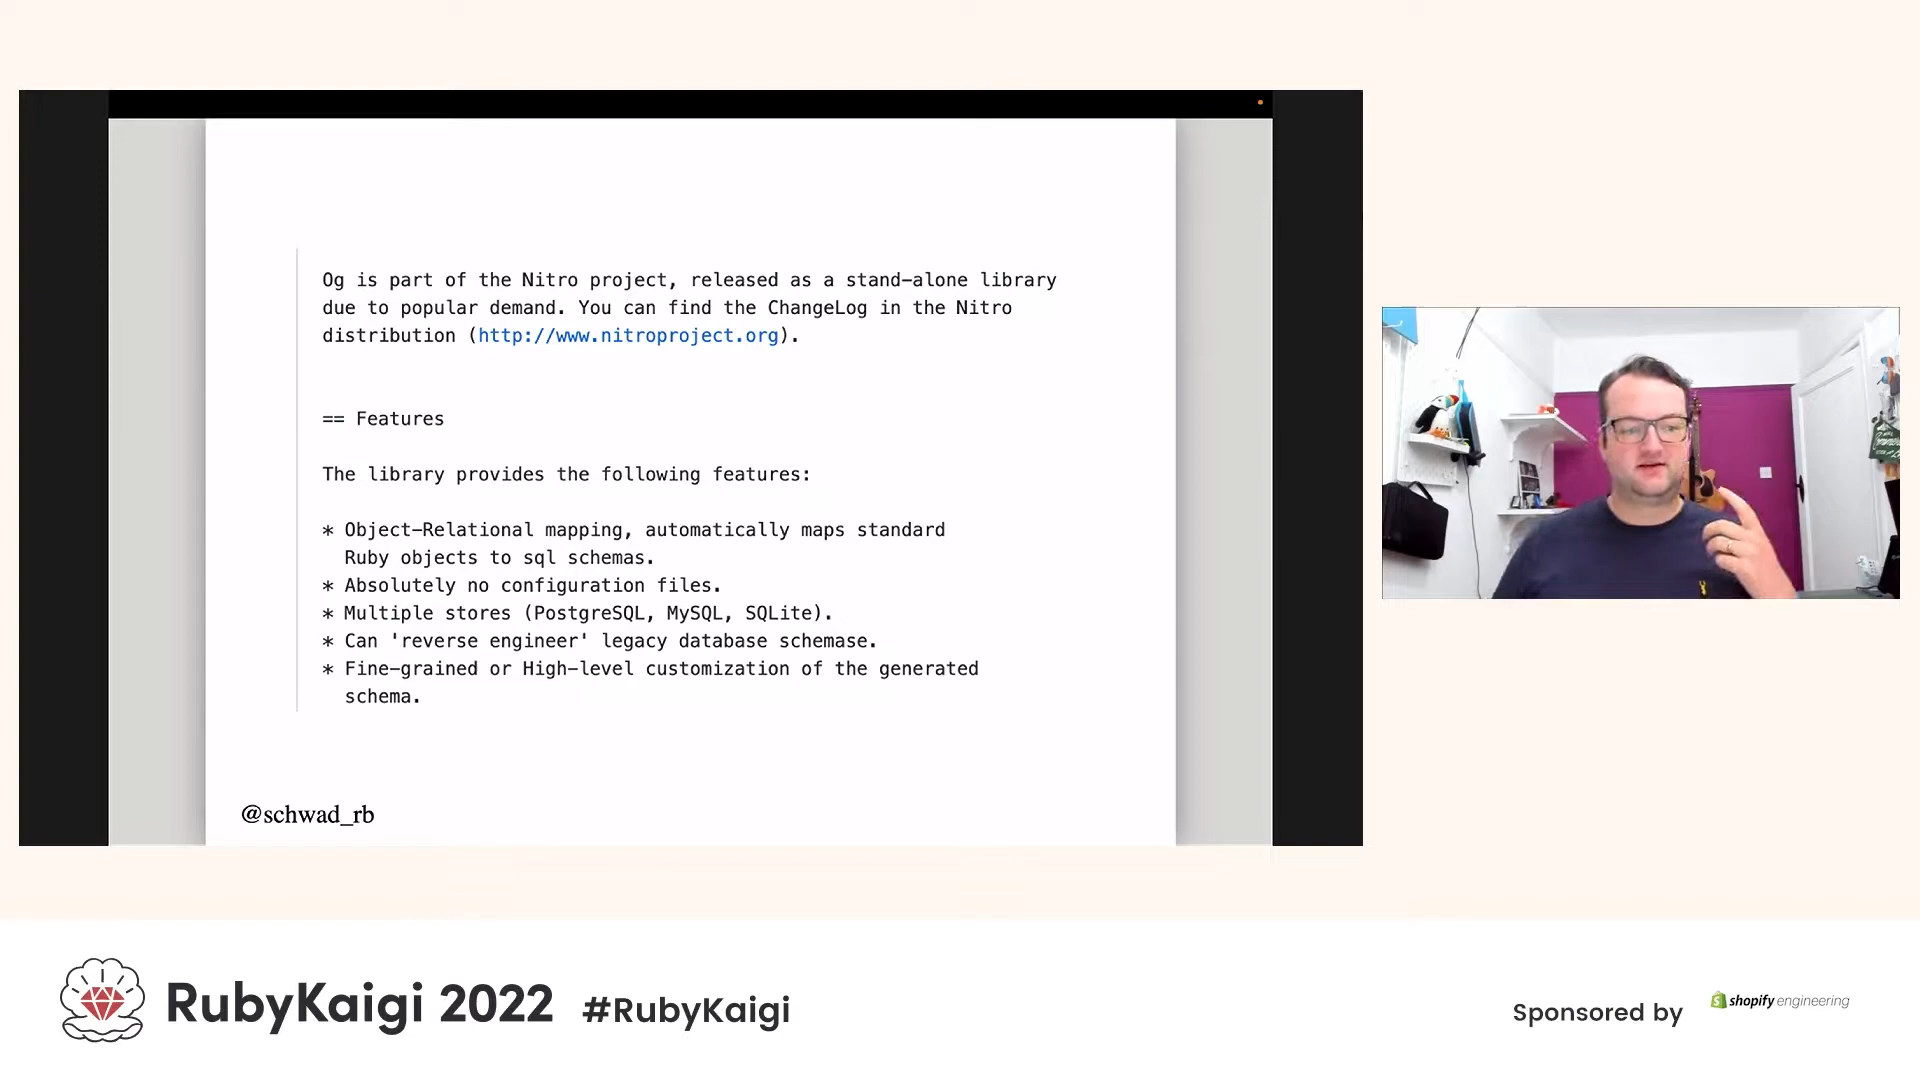 Og is part of the Nitro project, released as a stand-alone library
due to popular demand. You can find the ChangeLog in the Nitro
distribution (http://www.nitroproject.org).
== Features
The library provides the following features:
* Object-Relational mapping, automatically maps standard
Ruby objects to sql schemas.
* Absolutely no configuration files.
* Multiple stores (PostgreSQL, MySQL, SQLite).
* Can 'reverse engineer' legacy database schemase.
* Fine-grained or High-level customization of the generated
schema.
@schwad_rb
RubyKaigi 2022 #RubyKaigi
Sponsored by shopify engineering